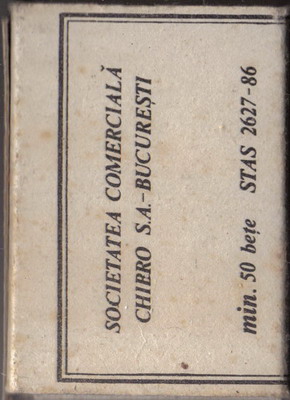 SOCIETATEA COMERCIALĂ
CHIBRO S.A.-BUCUREȘTI
min. 50 bețe STAS 2627-86